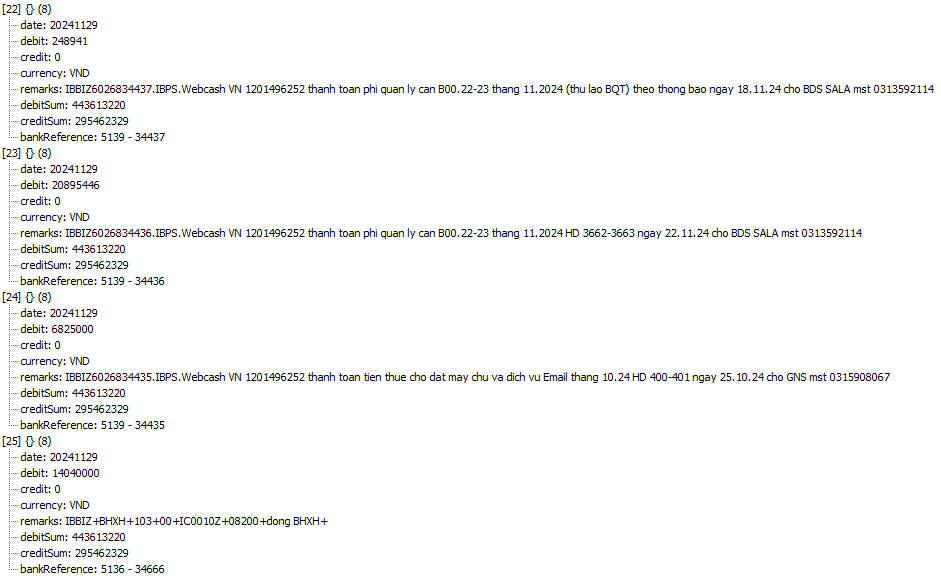 [22] {} (8)
date: 20241129
debit: 248941
credit: 0
currency: VND
remarks: IBBIZ6026834437.IBPS.Webcash VN 1201496252 thanh toan phi quan ly can B00.22-23 thang 11.2024 (thu lao BQT) theo thong bao ngay 18.11.24 cho BDS SALA mst 0313592114
debitSum: 443613220
creditSum: 295462329
bankReference: 5139 - 34437
[23] {} (8)
date: 20241129
debit: 20895446
credit: 0
currency: VND
remarks: IBBIZ6026834436.IBPS.Webcash VN 1201496252 thanh toan phi quan ly can B00.22-23 thang 11.2024 HD 3662-3663 ngay 22.11.24 cho BDS SALA mst 0313592114
debitSum: 443613220
creditSum: 295462329
bankReference: 5139 - 34436
[24] {} (8)
date: 20241129
debit: 6825000
credit: 0
currency: VND
remarks: IBBIZ6026834435.IBPS.Webcash VN 1201496252 thanh toan tien thue cho dat may chu va dich vu Email thang 10.24 HD 400-401 ngay 25.10.24 cho GNS mst 0315908067
debitSum: 443613220
creditSum: 295462329
bankReference: 5139 - 34435
[25] {} (8)
date: 20241129
debit: 14040000
credit: 0
currency: VND
remarks: IBBIZ+BHXH+103+00+IC0010Z+08200+dong BHXH+
debitSum: 443613220
creditSum: 295462329
bankReference: 5136 - 34666